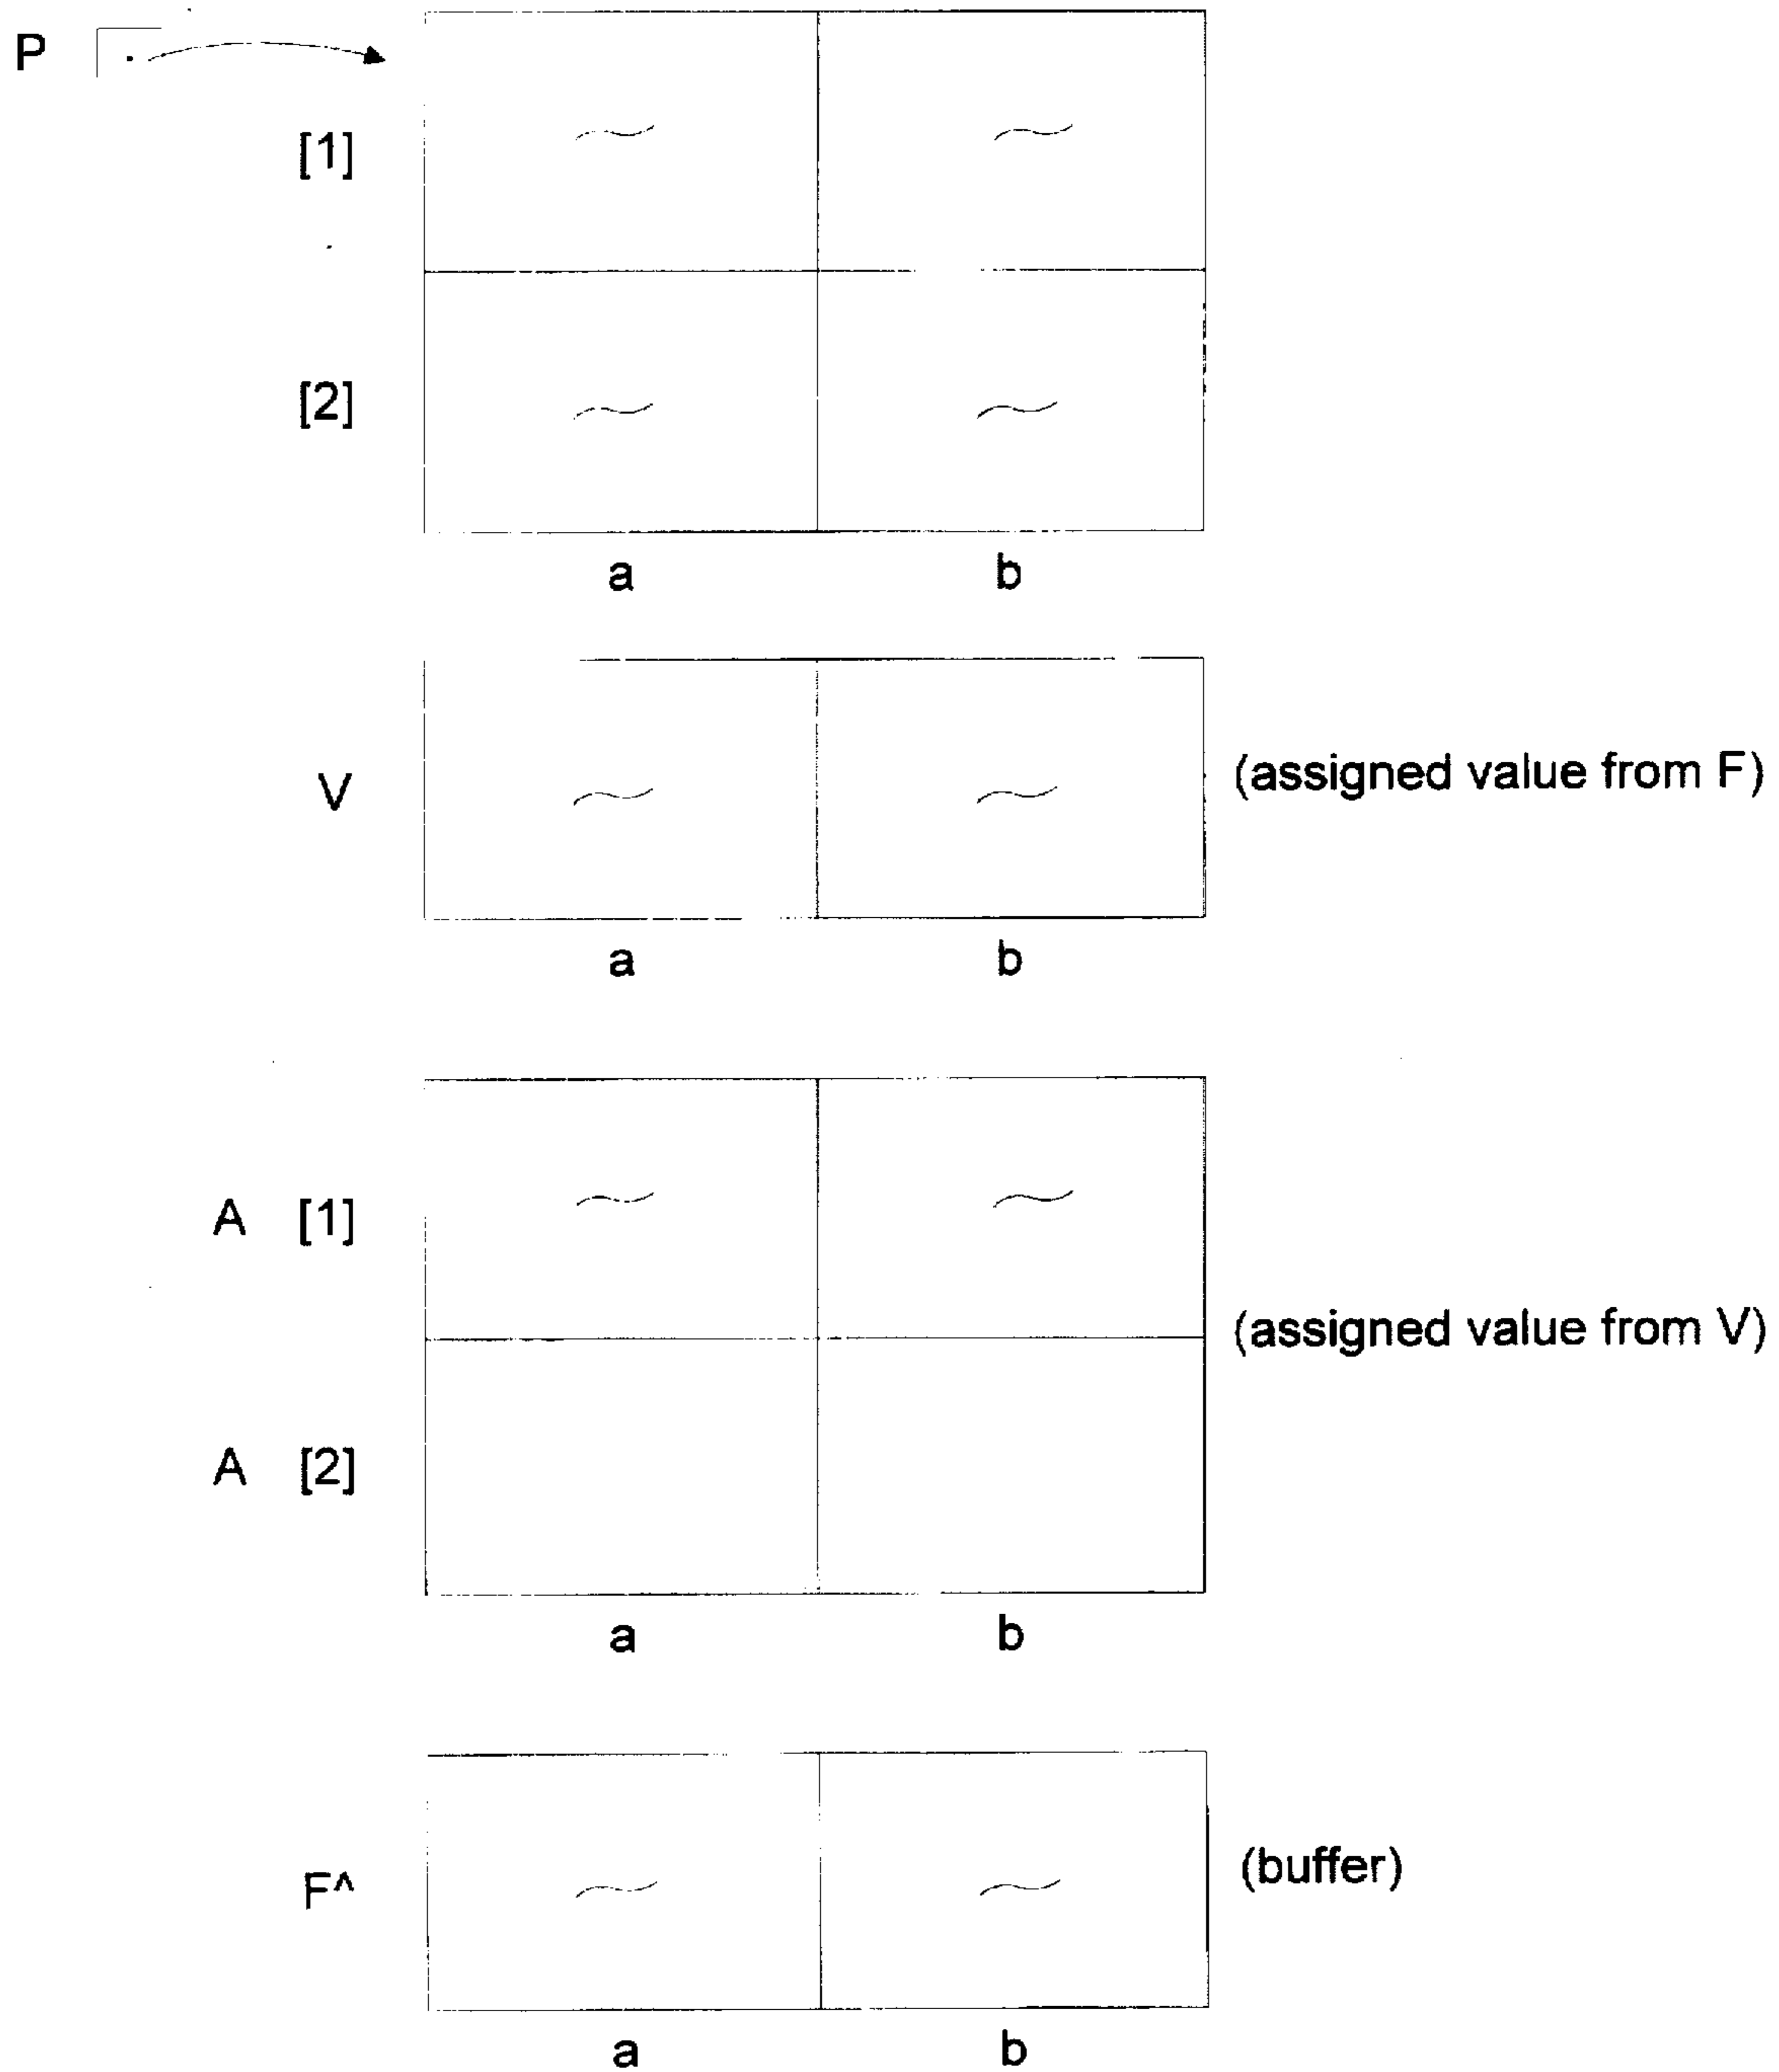 P
[1]
[2]
a b
V (assigned value from F)
a b
A [1]
(assigned value from V)
A [2]
a b
F^ (buffer)
a b